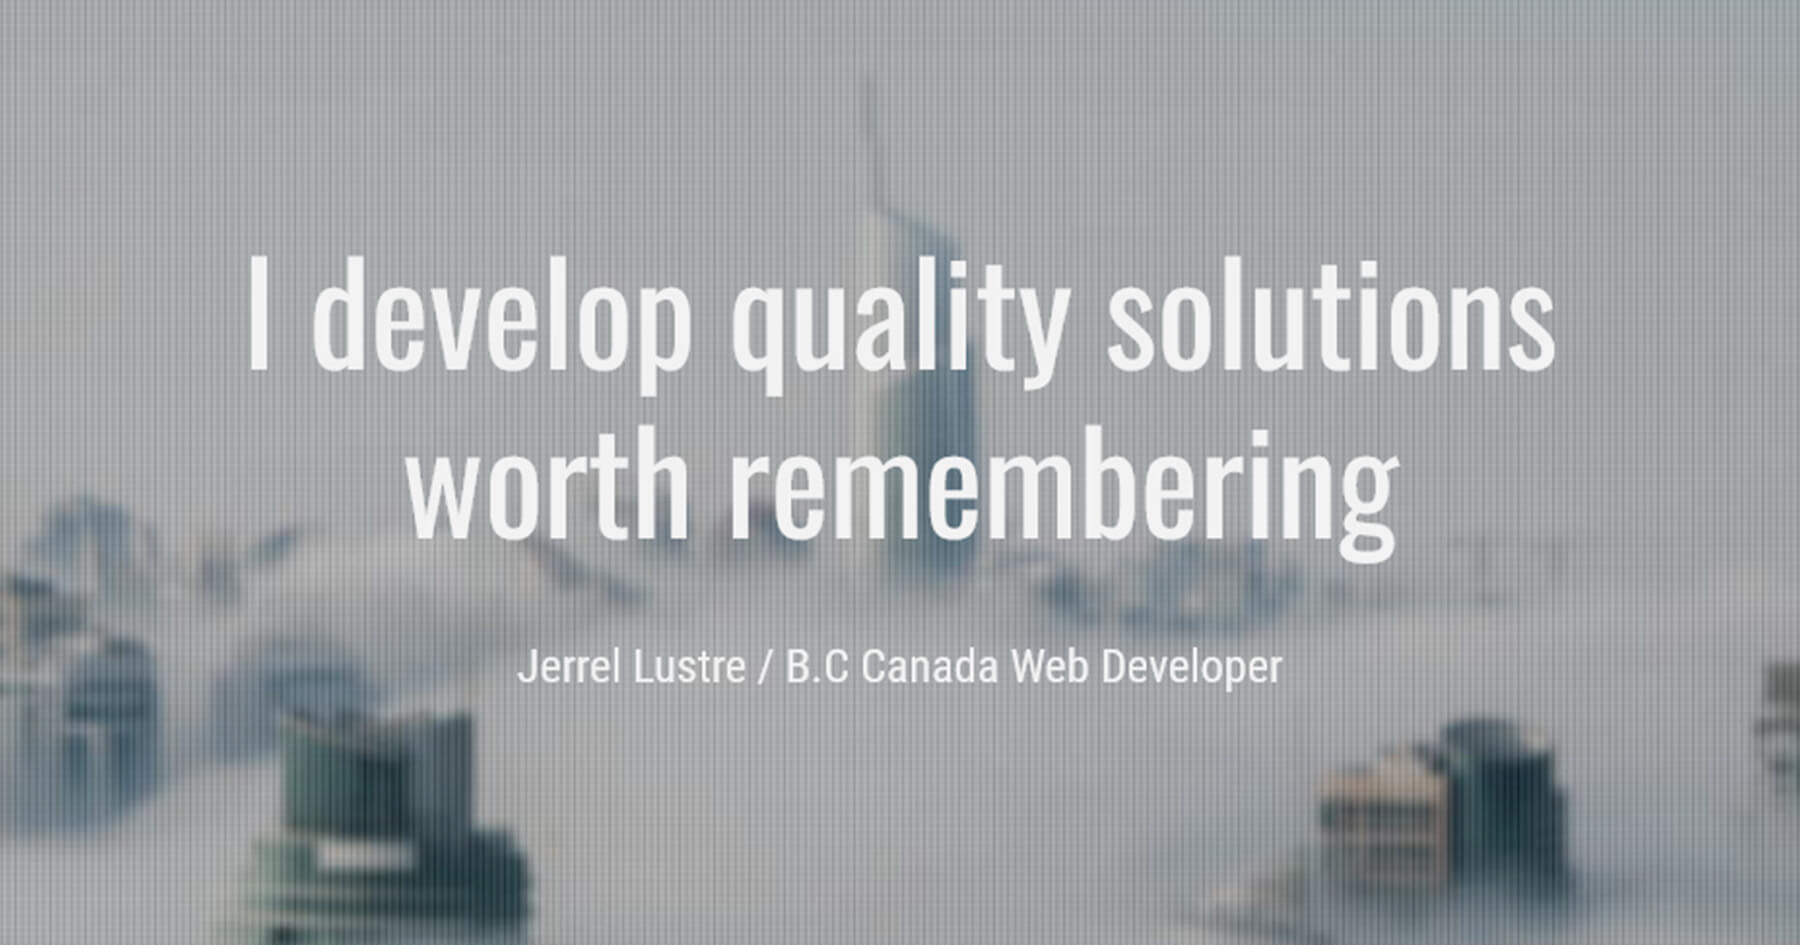 I develop quality solutions
worth remembering
Jerrel Lustre / B.C Canada Web Developer